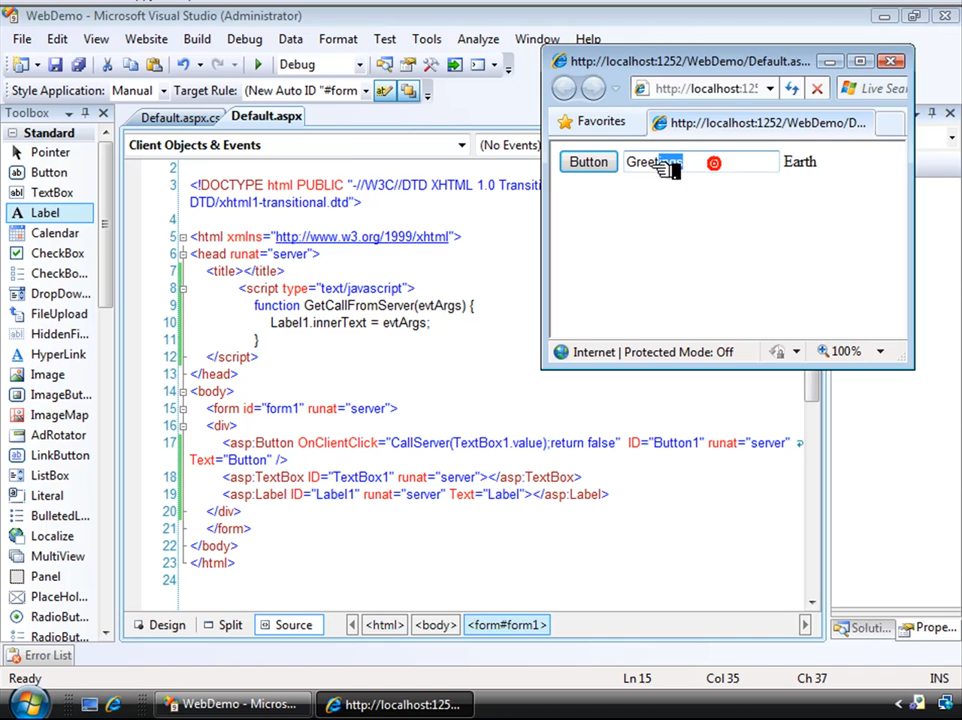 WebDemo - Microsoft Visual Studio (Administrator)
File Edit View Website Build Debug Data Format Test Tools Analyze Window Help
Debug
Style Application: Manual Target Rule: (New Auto ID "#form
Toolbox
Standard
Pointer
Button
TextBox
Label
Calendar
CheckBox
CheckBo...
DropDow...
FileUpload
HiddenFi...
HyperLink
Image
ImageBut...
ImageMap
AdRotator
LinkButton
ListBox
Literal
BulletedL...
Localize
MultiView
Panel
PlaceHol...
RadioBut...
RadioBut...
Default.aspx.cs Default.aspx
Client Objects & Events (No Events)
2
3 <!DOCTYPE html PUBLIC "-//W3C//DTD XHTML 1.0 Transiti
DTD/xhtml1-transitional.dtd">
4
5 <html xmlns="http://www.w3.org/1999/xhtml">
6 <head runat="server">
7 <title></title>
8 <script type="text/javascript">
9 function GetCallFromServer(evtArgs) {
10 Label1.innerText = evtArgs;
11 }
12 </script>
13 </head>
14 <body>
15 <form id="form1" runat="server">
16 <div>
17 <asp:Button OnClientClick="CallServer(TextBox1.value);return false" ID="Button1" runat="server"
Text="Button" />
18 <asp:TextBox ID="TextBox1" runat="server"></asp:TextBox>
19 <asp:Label ID="Label1" runat="server" Text="Label"></asp:Label>
20 </div>
21 </form>
22 </body>
23 </html>
24
Design Split Source <html> <body> <form#form1>
http://localhost:1252/WebDemo/Default.as...
http://localhost:125 Live Sear
Favorites http://localhost:1252/WebDemo/D...
Button Greetings Earth
Internet | Protected Mode: Off 100%
Soluti... Prope...
Error List
Ready Ln 15 Col 35 Ch 37 INS
WebDemo - Micros... http://localhost:125...